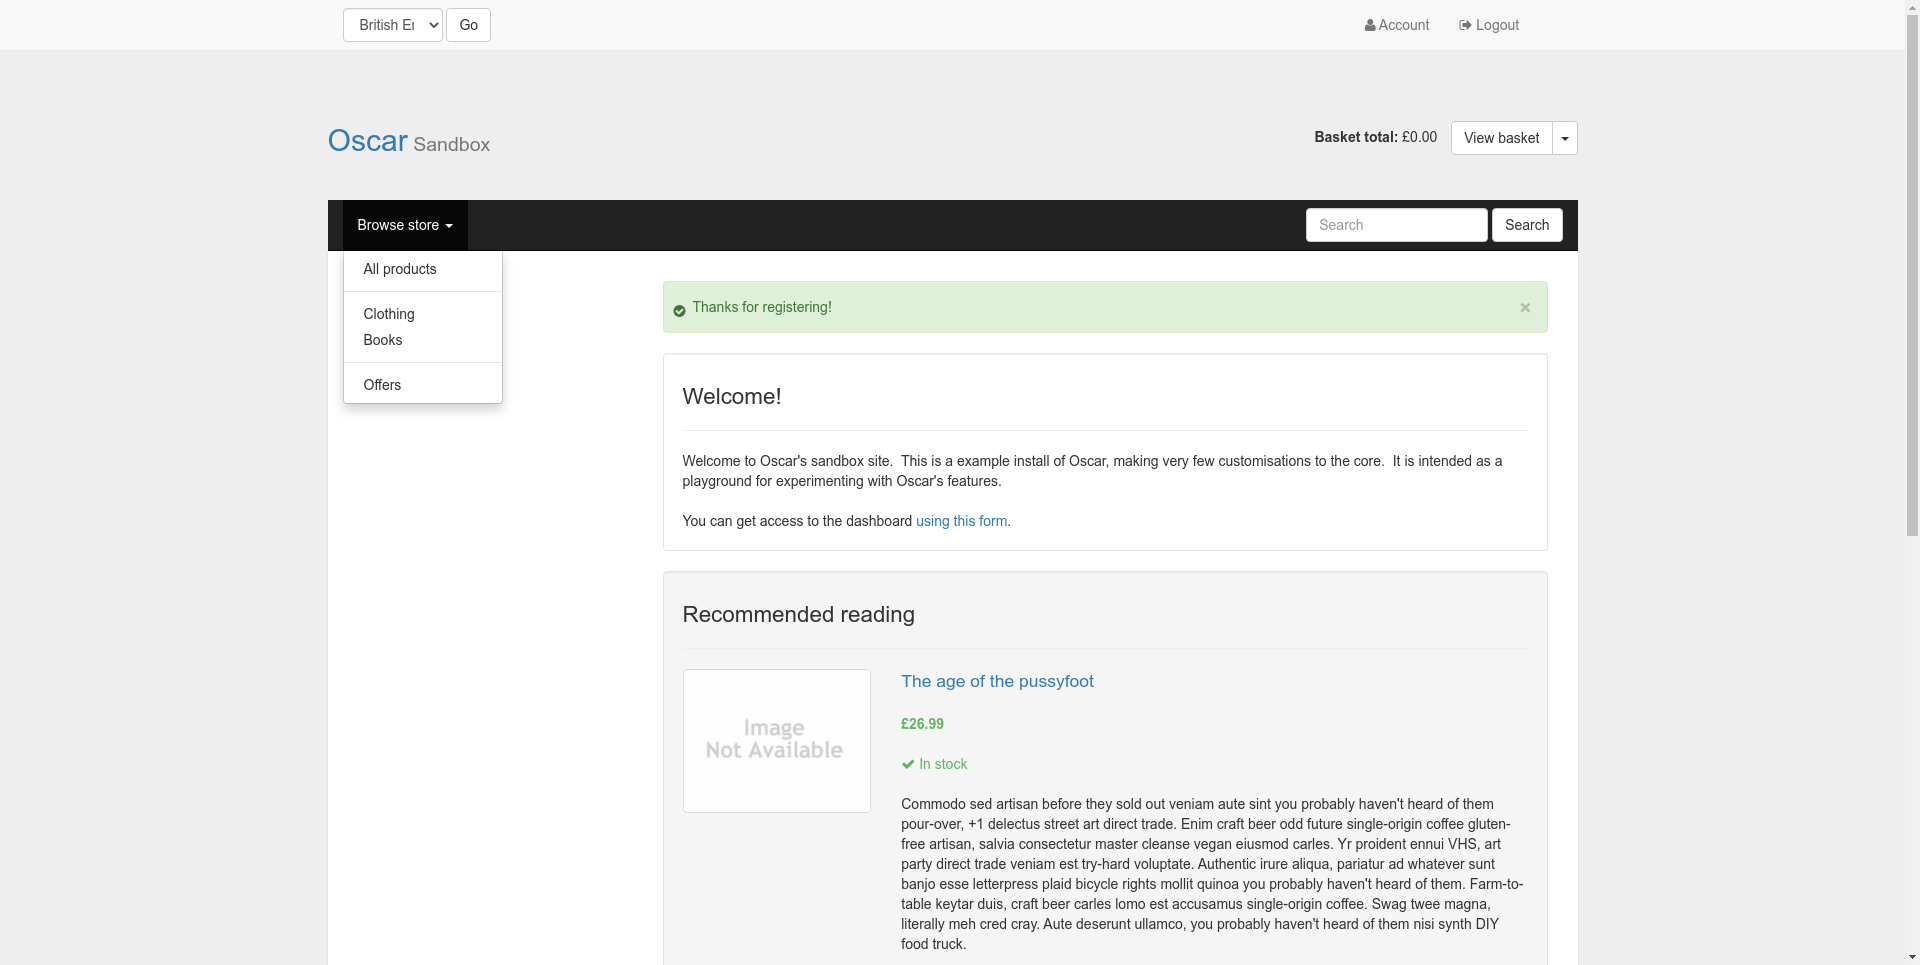 British Er
Go
Account
Logout
Oscar Sandbox
Basket total: £0.00
View basket
Browse store
Search
Search
All products
Clothing
Books
Offers
Thanks for registering!
×
Welcome!
Welcome to Oscar's sandbox site.  This is a example install of Oscar, making very few customisations to the core.  It is intended as a
playground for experimenting with Oscar's features.
You can get access to the dashboard using this form.
Recommended reading
Image
Not Available
The age of the pussyfoot
£26.99
In stock
Commodo sed artisan before they sold out veniam aute sint you probably haven't heard of them
pour-over, +1 delectus street art direct trade. Enim craft beer odd future single-origin coffee gluten-
free artisan, salvia consectetur master cleanse vegan eiusmod carles. Yr proident ennui VHS, art
party direct trade veniam est try-hard voluptate. Authentic irure aliqua, pariatur ad whatever sunt
banjo esse letterpress plaid bicycle rights mollit quinoa you probably haven't heard of them. Farm-to-
table keytar duis, craft beer carles lomo est accusamus single-origin coffee. Swag twee magna,
literally meh cred cray. Aute deserunt ullamco, you probably haven't heard of them nisi synth DIY
food truck.